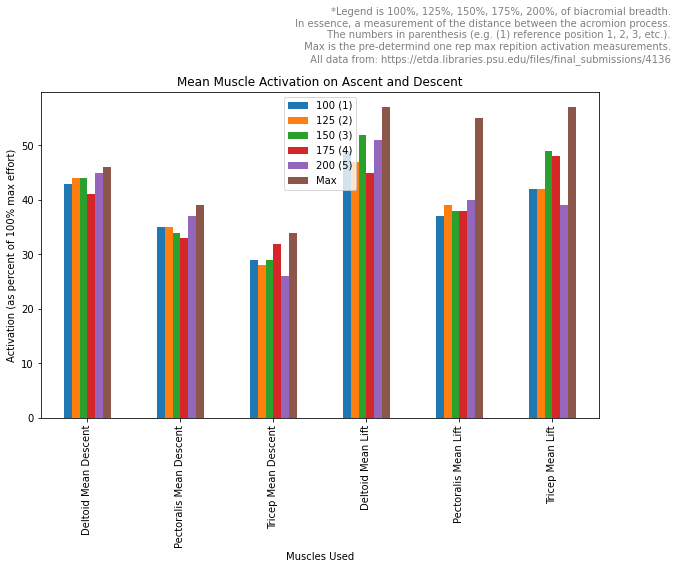 *Legend is 100%, 125%, 150%, 175%, 200%, of biacromial breadth.
In essence, a measurement of the distance between the acromion process.
The numbers in parenthesis (e.g. (1) reference position 1, 2, 3, etc.).
Max is the pre-determind one rep max repition activation measurements.
All data from: https://etda.libraries.psu.edu/files/final_submissions/4136
Mean Muscle Activation on Ascent and Descent
100 (1)
125 (2)
150 (3)
175 (4)
200 (5)
Max
Activation (as percent of 100% max effort)
50
40
30
20
10
0
Deltoid Mean Descent
Pectoralis Mean Descent
Tricep Mean Descent
Deltoid Mean Lift
Pectoralis Mean Lift
Tricep Mean Lift
Muscles Used